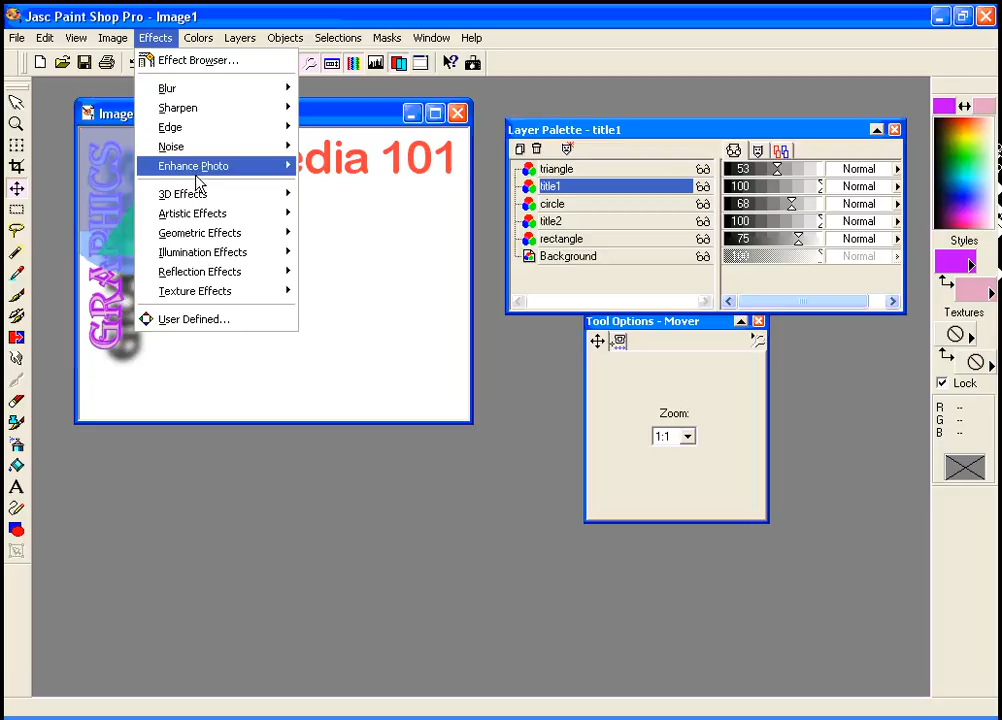 Jasc Paint Shop Pro - Image1
File Edit View Image Effects Colors Layers Objects Selections Masks Window Help
Effect Browser...
Blur
Sharpen
Edge
Noise
Enhance Photo
3D Effects
Artistic Effects
Geometric Effects
Illumination Effects
Reflection Effects
Texture Effects
User Defined...
Image
edia 101
GRAPHICS
Layer Palette - title1
triangle 53 Normal
title1 100 Normal
circle 68 Normal
title2 100 Normal
rectangle 75 Normal
Background 100 Normal
Tool Options - Mover
Zoom:
1:1
Styles
Textures
Lock
R --
G --
B --